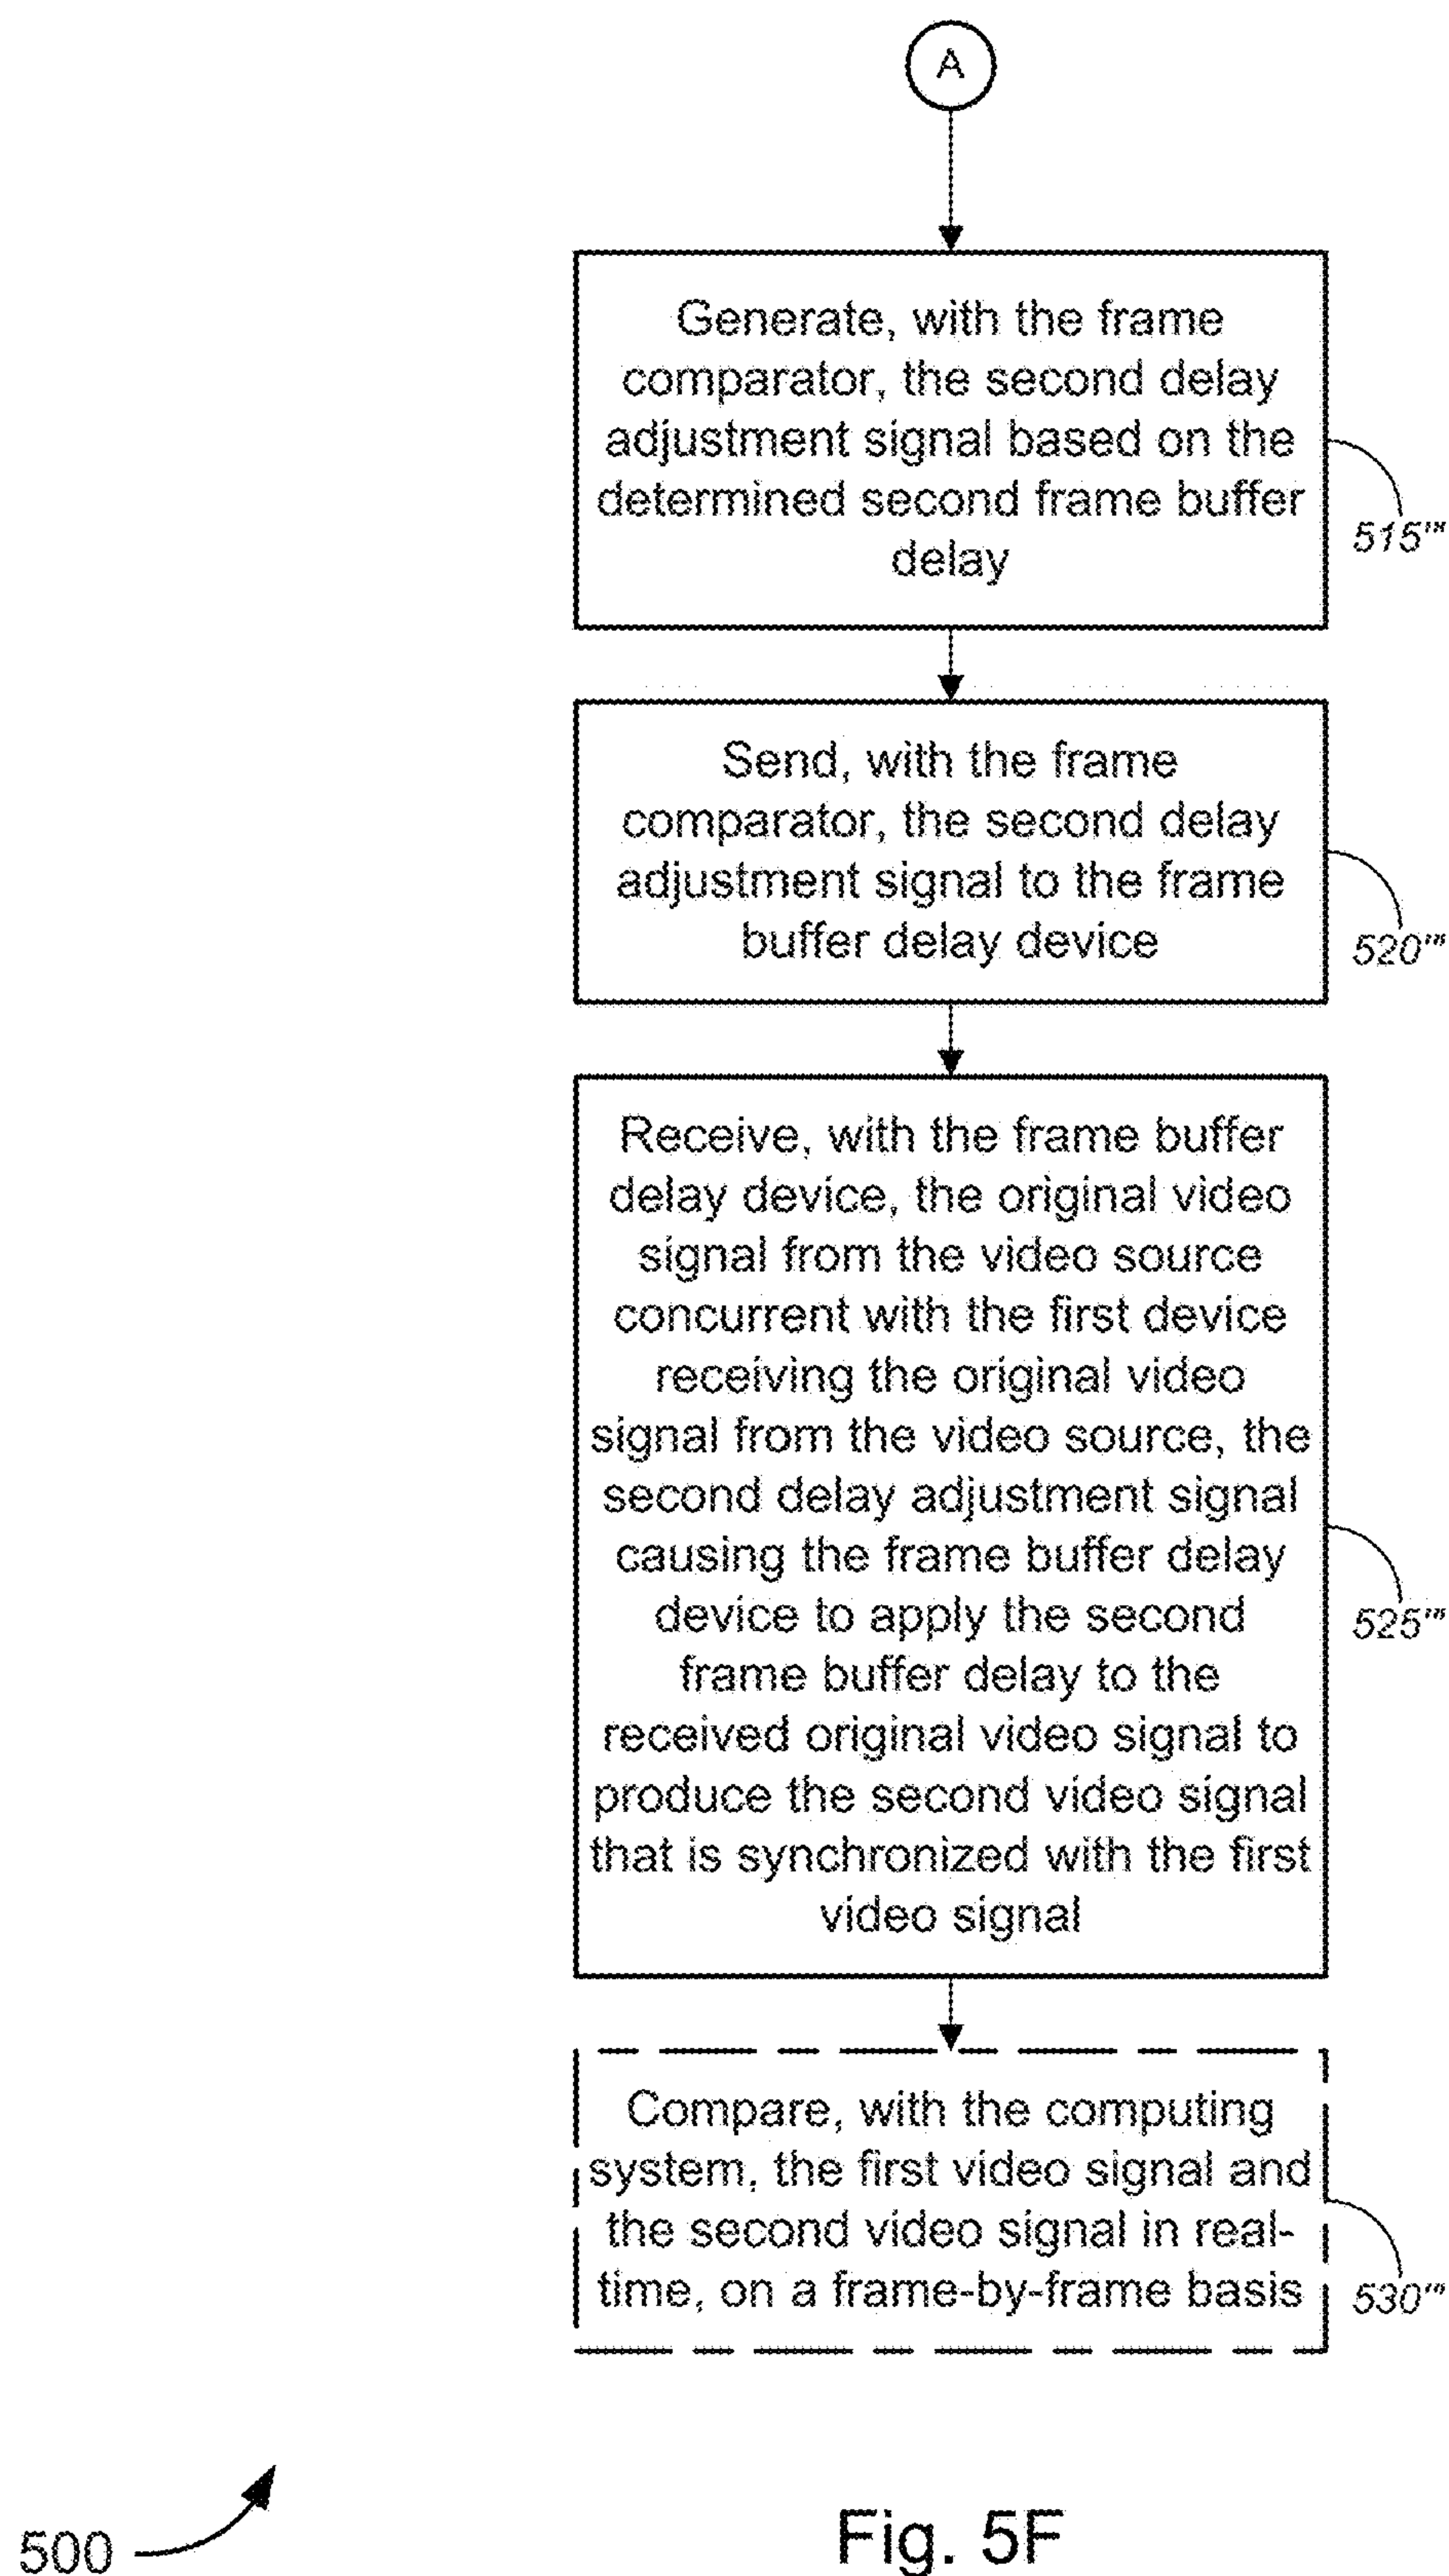 A
Generate, with the frame
comparator, the second delay
adjustment signal based on the
determined second frame buffer
delay
515'''
Send, with the frame
comparator, the second delay
adjustment signal to the frame
buffer delay device
520'''
Receive, with the frame buffer
delay device, the original video
signal from the video source
concurrent with the first device
receiving the original video
signal from the video source, the
second delay adjustment signal
causing the frame buffer delay
device to apply the second
frame buffer delay to the
received original video signal to
produce the second video signal
that is synchronized with the first
video signal
525'''
Compare, with the computing
system, the first video signal and
the second video signal in real-
time, on a frame-by-frame basis
530'''
500
Fig. 5F